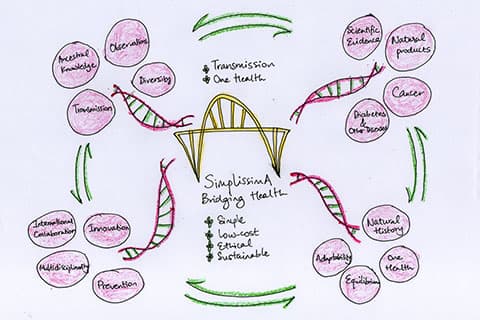 Ancestral
Knowledge
Observations
Diversity
Transmission
Transmission
One Health
Scientific
Evidence
Natural
products
Cancer
Diabetes
&
Other Diseases
SimplissimA
Bridging Health
Simple
Low-cost
Ethical
Sustainable
International
Collaboration
Innovation
Multidisciplinarity
Prevention
Natural
History
Adaptability
One
Health
Equilibrium